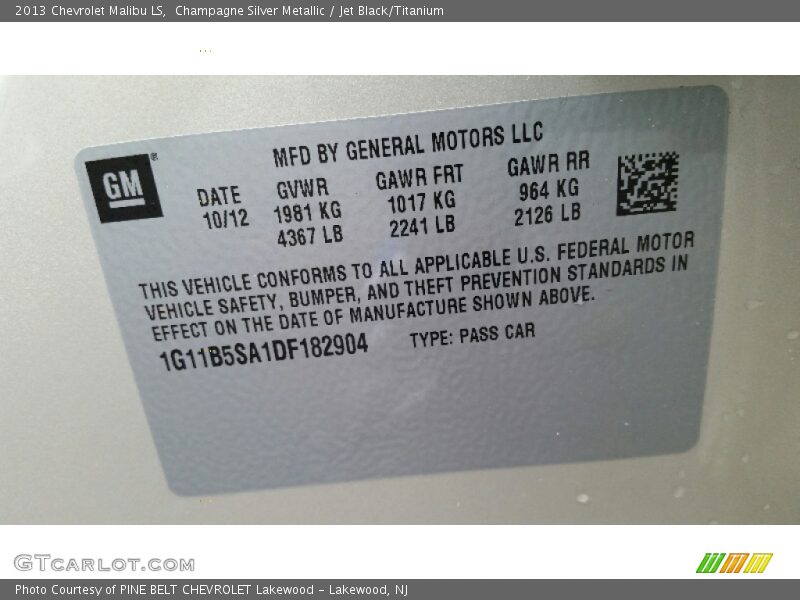 2013 Chevrolet Malibu LS, Champagne Silver Metallic / Jet Black/Titanium
GM®
MFD BY GENERAL MOTORS LLC
DATE GVWR GAWR FRT GAWR RR
10/12 1981 KG 1017 KG 964 KG
4367 LB 2241 LB 2126 LB
THIS VEHICLE CONFORMS TO ALL APPLICABLE U.S. FEDERAL MOTOR
VEHICLE SAFETY, BUMPER, AND THEFT PREVENTION STANDARDS IN
EFFECT ON THE DATE OF MANUFACTURE SHOWN ABOVE.
1G11B5SA1DF182904 TYPE: PASS CAR
GTCARLOT.COM
Photo Courtesy of PINE BELT CHEVROLET Lakewood - Lakewood, NJ